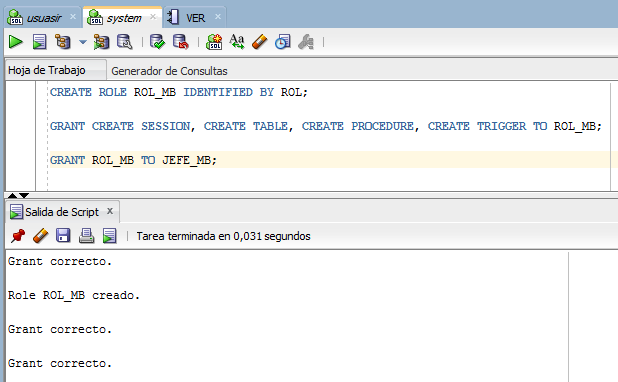 usuasir system VER
Hoja de Trabajo Generador de Consultas
CREATE ROLE ROL_MB IDENTIFIED BY ROL;
GRANT CREATE SESSION, CREATE TABLE, CREATE PROCEDURE, CREATE TRIGGER TO ROL_MB;
GRANT ROL_MB TO JEFE_MB;
Salida de Script
Tarea terminada en 0,031 segundos
Grant correcto.
Role ROL_MB creado.
Grant correcto.
Grant correcto.